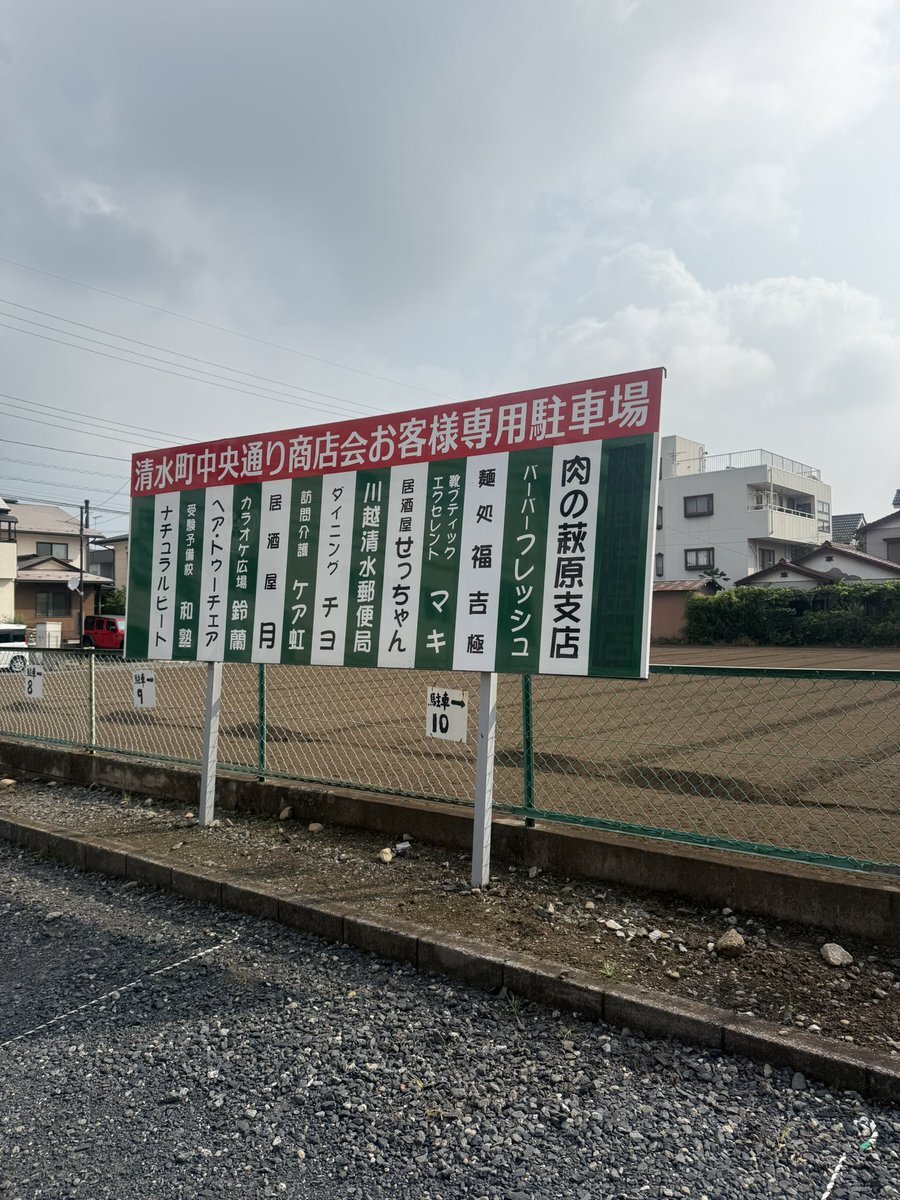 清水町中央通り商店会お客様専用駐車場
肉の萩原支店
バーバーフレッシュ
麺処 福吉極
靴ブティック
エクセレント
マキ
居酒屋せっちゃん
川越清水郵便局
ダイニング チヨ
訪問介護 ケア虹
居酒屋 月
カラオケ広場 鈴蘭
ヘア・トゥーチェア
受験予備校 和塾
ナチュラルヒート
駐車→
8
駐車→
9
駐車→
10